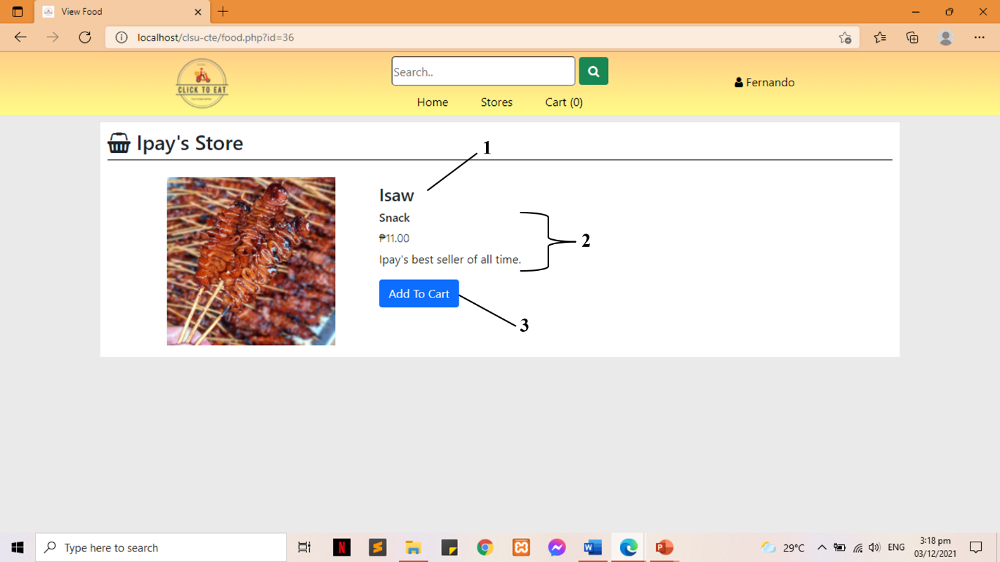 View Food
localhost/clsu-cte/food.php?id=36
CLICK TO EAT
Search..
Fernando
Home Stores Cart (0)
Ipay's Store
1
Isaw
Snack
₱11.00
Ipay's best seller of all time.
2
Add To Cart
3
Type here to search
29°C
ENG
3:18 pm
03/12/2021